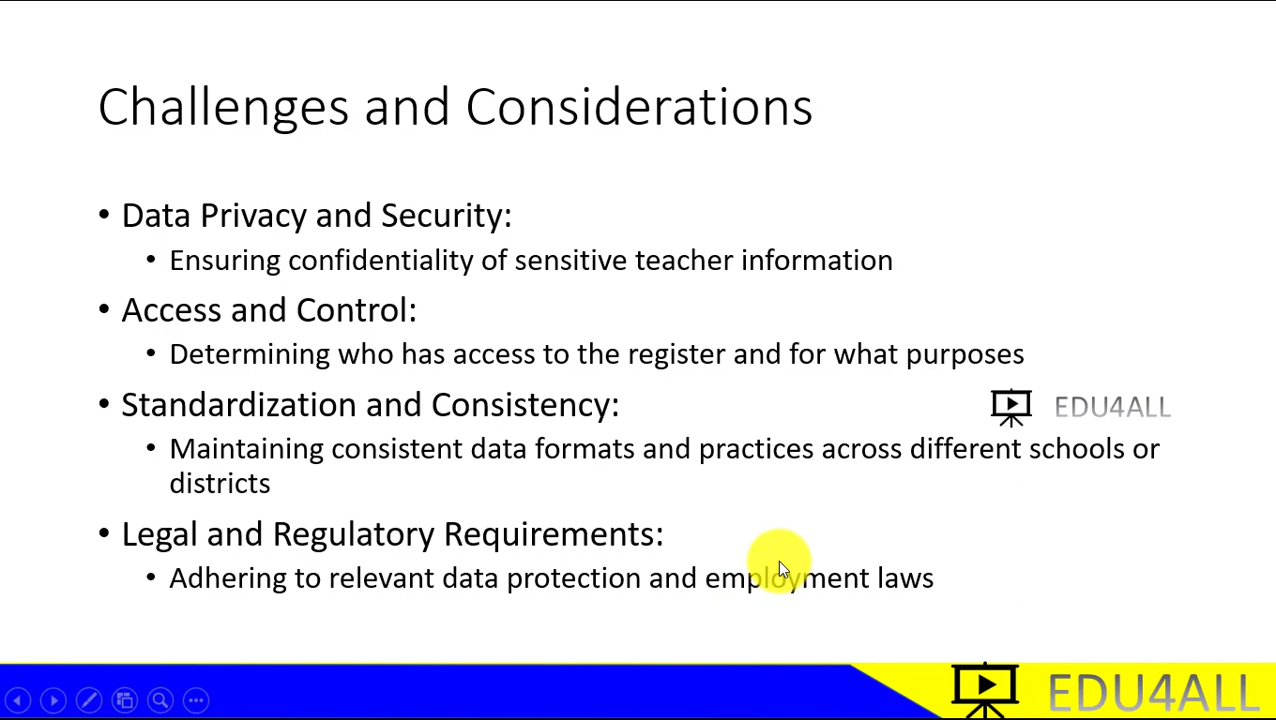 Challenges and Considerations
• Data Privacy and Security:
• Ensuring confidentiality of sensitive teacher information
• Access and Control:
• Determining who has access to the register and for what purposes
• Standardization and Consistency:
EDU4ALL
• Maintaining consistent data formats and practices across different schools or
districts
• Legal and Regulatory Requirements:
• Adhering to relevant data protection and employment laws
EDU4ALL